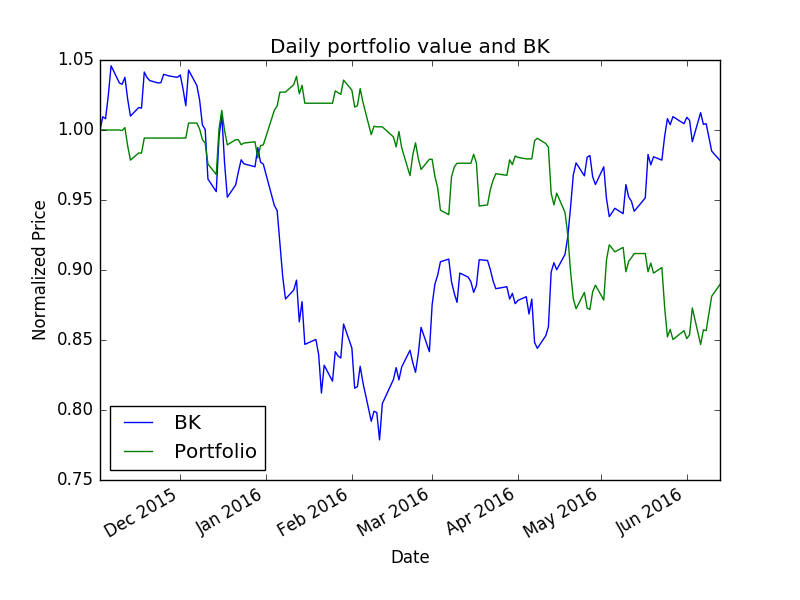 Daily portfolio value and BK
1.05
1.00
0.95
0.90
0.85
0.80
0.75
Normalized Price
BK
Portfolio
Dec 2015
Jan 2016
Feb 2016
Mar 2016
Apr 2016
May 2016
Jun 2016
Date